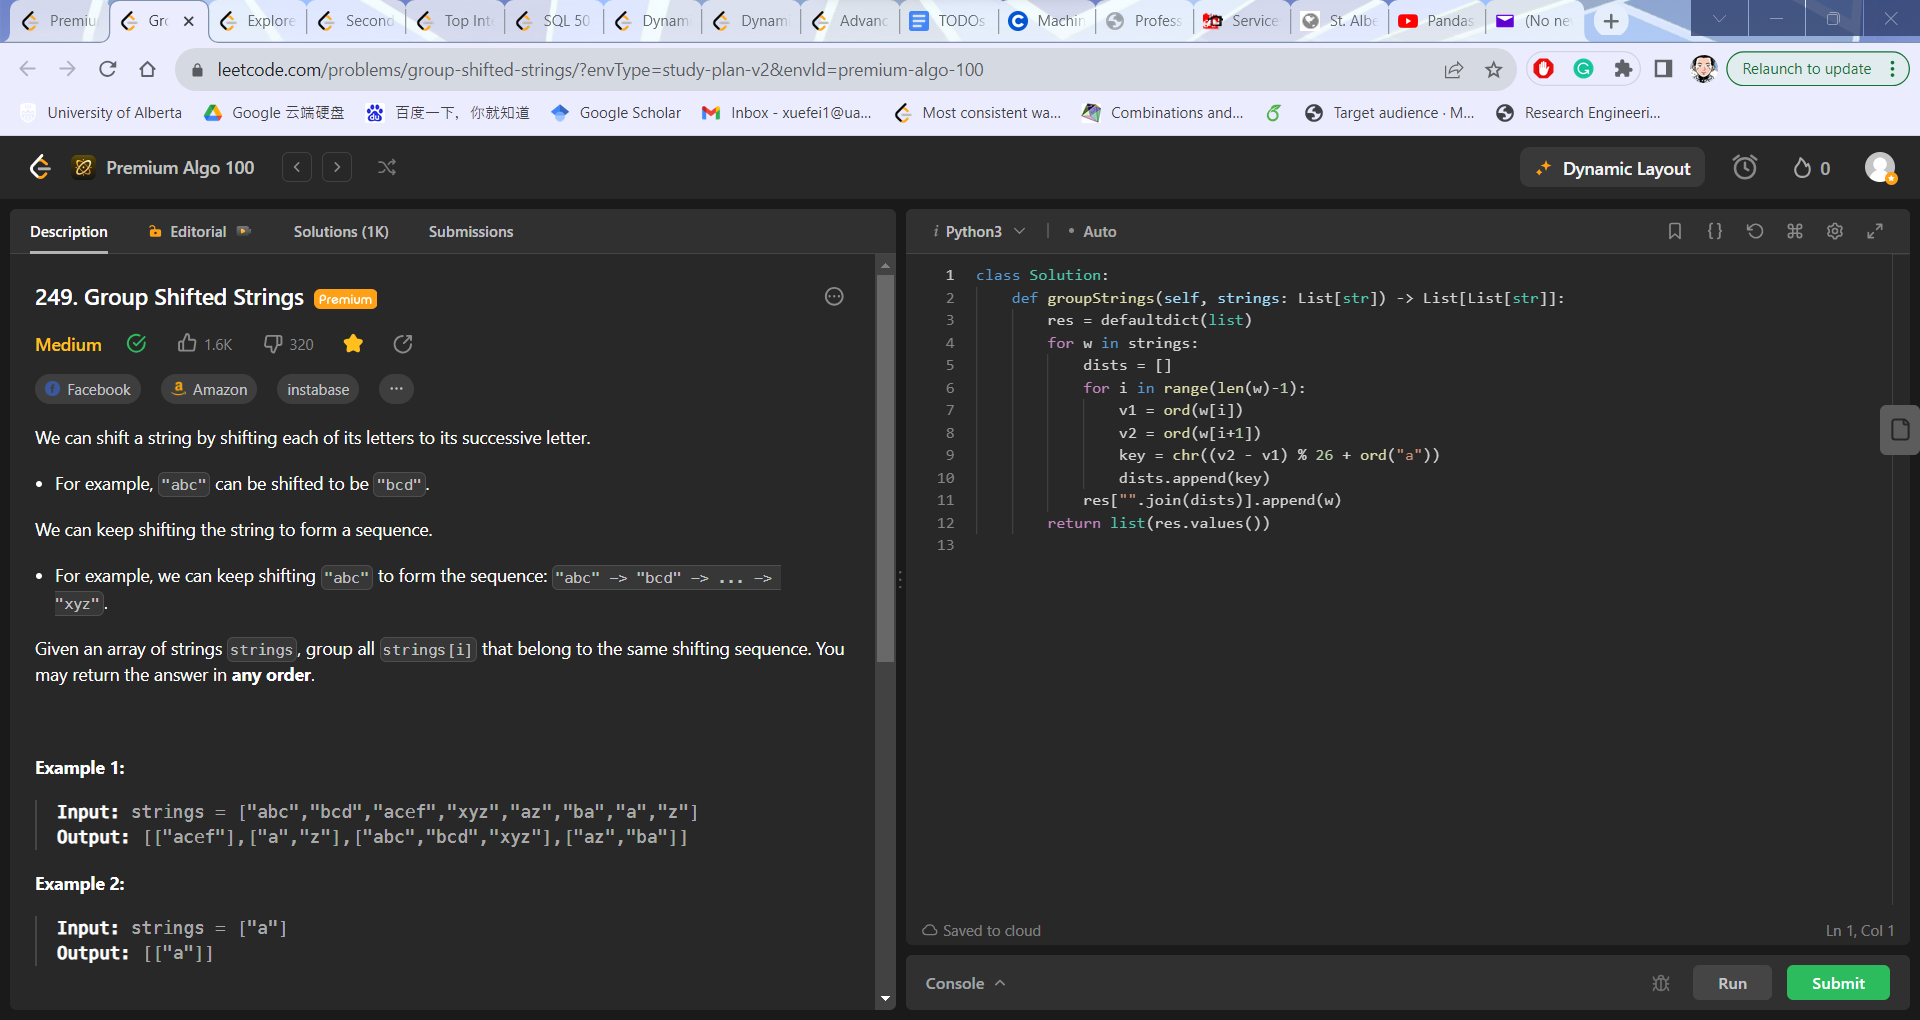 Premiu
Gr
Explore
Second
Top Int
SQL 50
Dynam
Dynam
Advanc
TODOs
Machin
Profess
Service
St. Albe
Pandas
(No ne
leetcode.com/problems/group-shifted-strings/?envType=study-plan-v2&envId=premium-algo-100
Relaunch to update
University of Alberta
Google 云端硬盘
百度一下，你就知道
Google Scholar
Inbox - xuefei1@ua...
Most consistent wa...
Combinations and...
Target audience · M...
Research Engineeri...
Premium Algo 100
Dynamic Layout
0
Description
Editorial
Solutions (1K)
Submissions
249. Group Shifted Strings Premium
Medium
1.6K
320
Facebook
Amazon
instabase
...
We can shift a string by shifting each of its letters to its successive letter.
• For example, "abc" can be shifted to be "bcd".
We can keep shifting the string to form a sequence.
• For example, we can keep shifting "abc" to form the sequence: "abc" -> "bcd" -> ... ->
"xyz".
Given an array of strings strings, group all strings[i] that belong to the same shifting sequence. You
may return the answer in any order.
Example 1:
Input: strings = ["abc","bcd","acef","xyz","az","ba","a","z"]
Output: [["acef"],["a","z"],["abc","bcd","xyz"],["az","ba"]]
Example 2:
Input: strings = ["a"]
Output: [["a"]]
i Python3
• Auto
1 class Solution:
2 def groupStrings(self, strings: List[str]) -> List[List[str]]:
3 res = defaultdict(list)
4 for w in strings:
5 dists = []
6 for i in range(len(w)-1):
7 v1 = ord(w[i])
8 v2 = ord(w[i+1])
9 key = chr((v2 - v1) % 26 + ord("a"))
10 dists.append(key)
11 res["".join(dists)].append(w)
12 return list(res.values())
13
Saved to cloud
Ln 1, Col 1
Console
Run
Submit